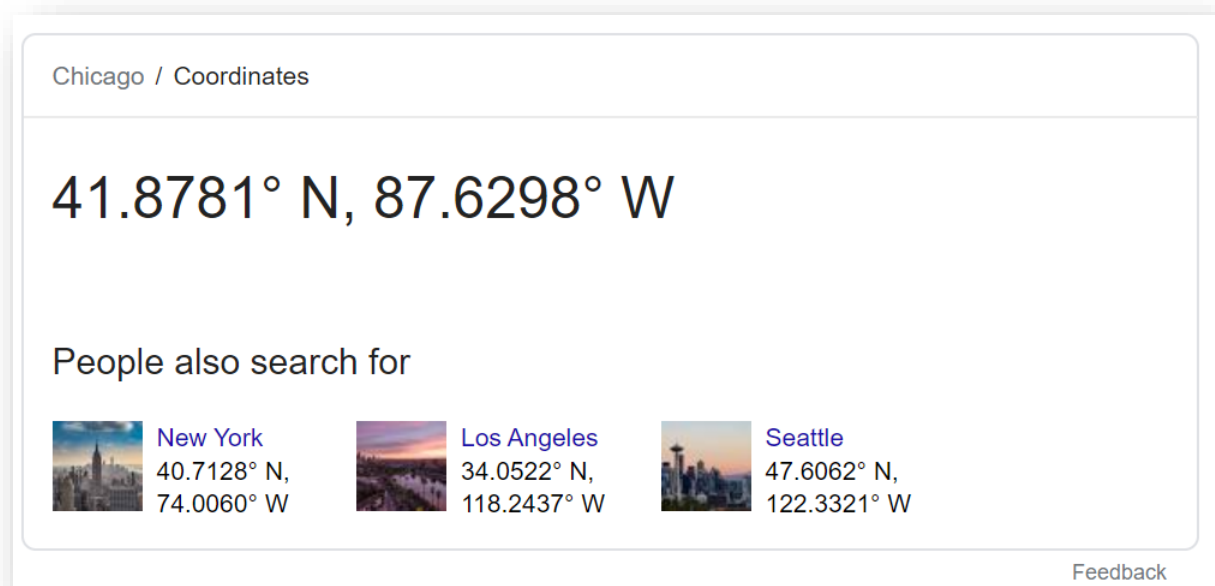 Chicago / Coordinates
41.8781° N, 87.6298° W
People also search for
New York
40.7128° N,
74.0060° W
Los Angeles
34.0522° N,
118.2437° W
Seattle
47.6062° N,
122.3321° W
Feedback